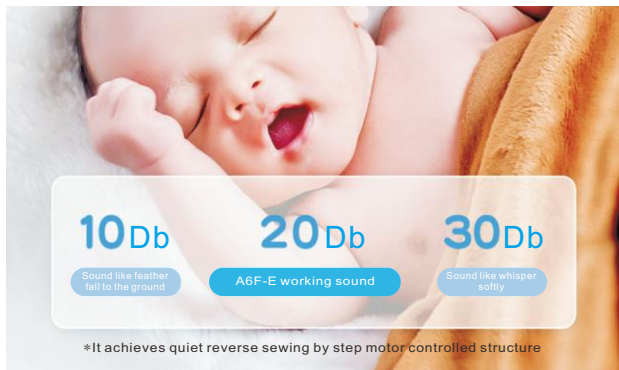 10Db 20Db 30Db
Sound like feather
fall to the ground
A6F-E working sound
Sound like whisper
softly
*It achieves quiet reverse sewing by step motor controlled structure